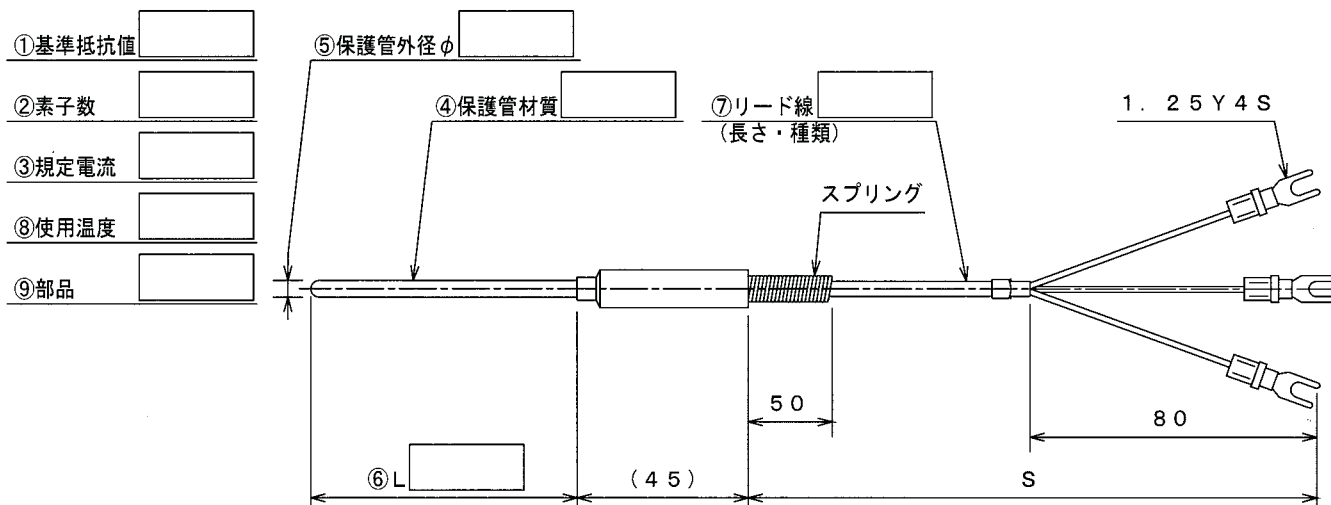 ①基準抵抗値
②素子数
③規定電流
⑧使用温度
⑨部品
⑤保護管外径φ
④保護管材質
⑦リード線
(長さ・種類)
1.25Y4S
スプリング
50
80
⑥L
(45)
S